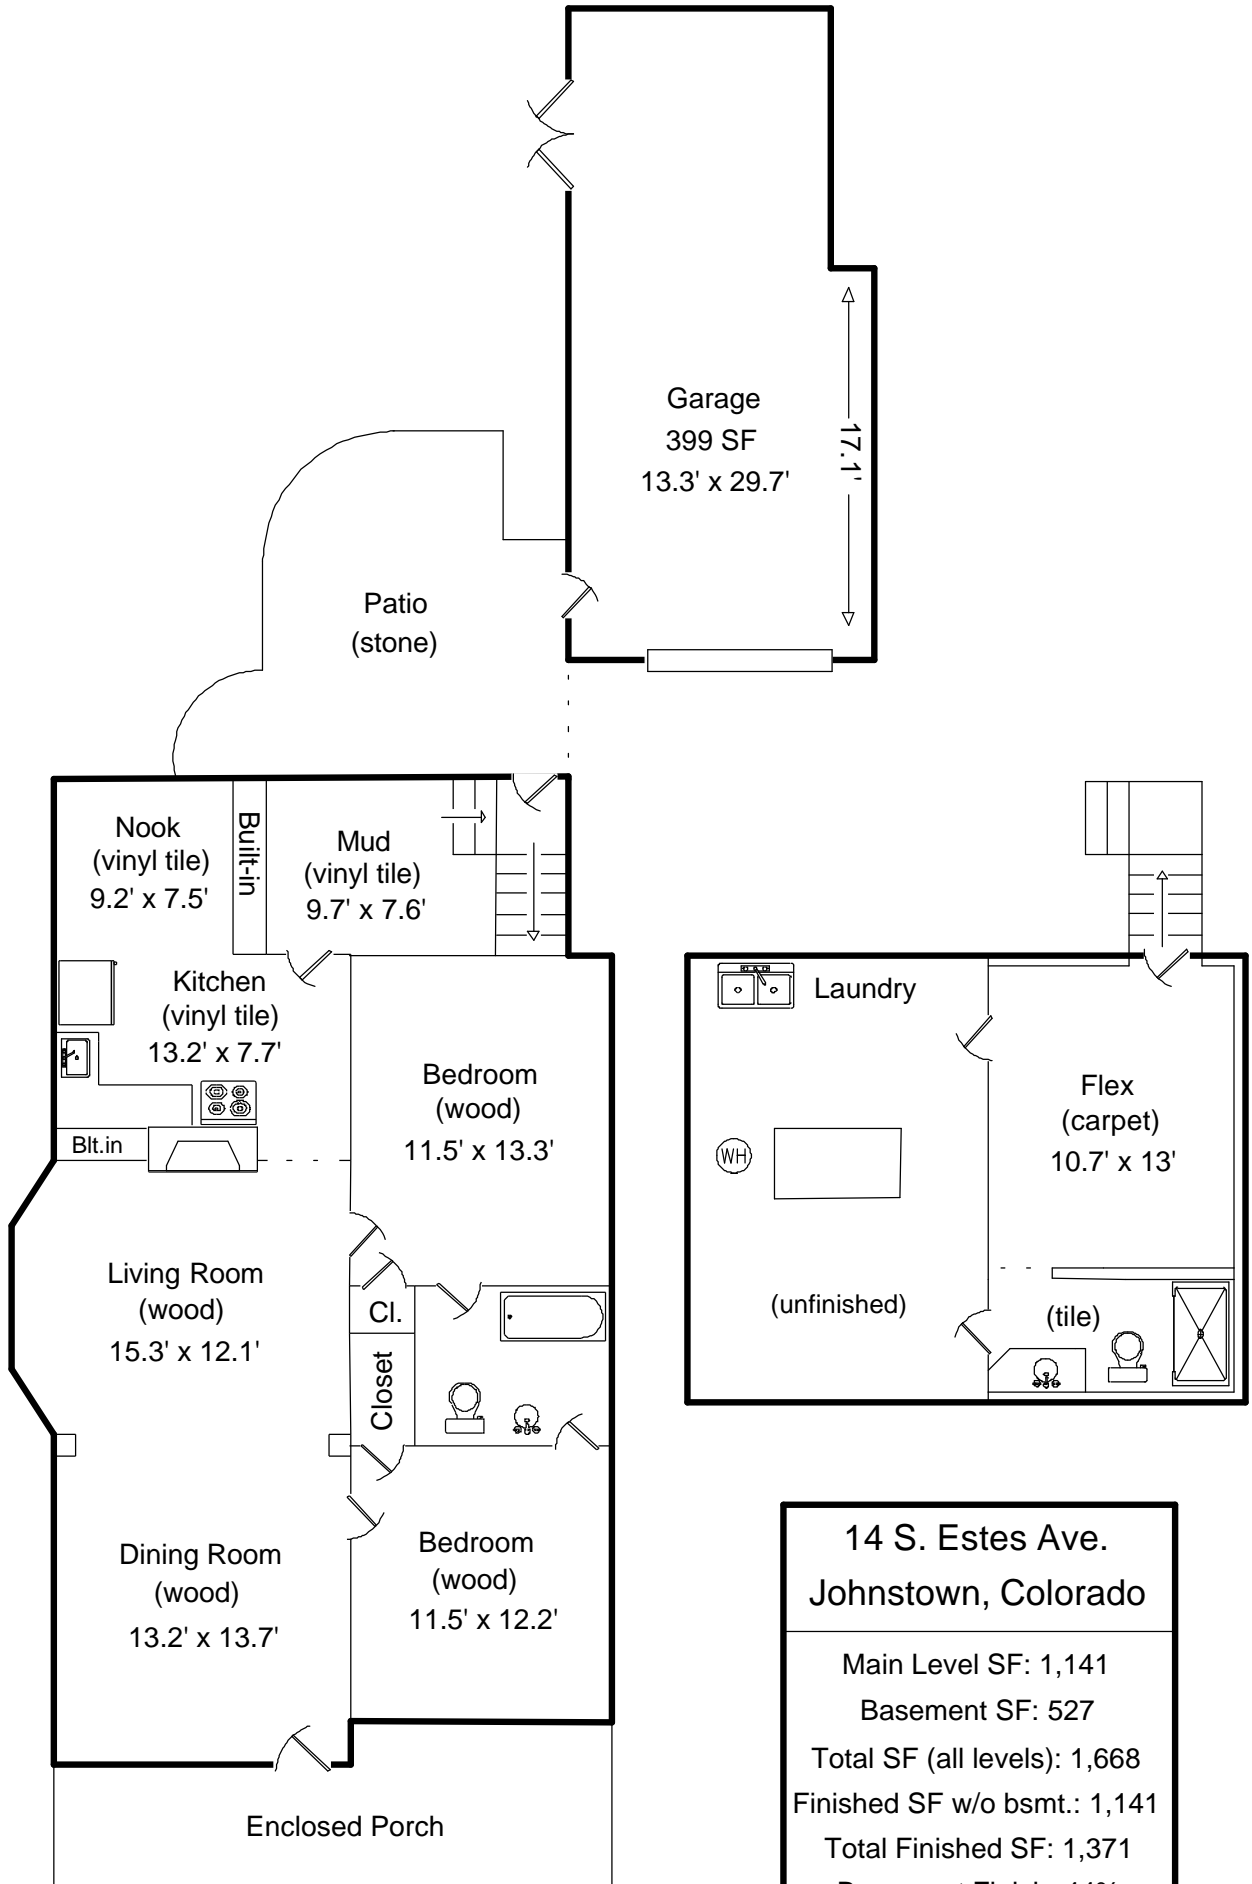 Garage
399 SF
13.3' x 29.7'
17.1'
Patio
(stone)
Nook
(vinyl tile)
9.2' x 7.5'
Built-in
Mud
(vinyl tile)
9.7' x 7.6'
Kitchen
(vinyl tile)
13.2' x 7.7'
Blt.in
Bedroom
(wood)
11.5' x 13.3'
Living Room
(wood)
15.3' x 12.1'
Cl.
Closet
Dining Room
(wood)
13.2' x 13.7'
Bedroom
(wood)
11.5' x 12.2'
Enclosed Porch
Laundry
WH
(unfinished)
Flex
(carpet)
10.7' x 13'
(tile)
14 S. Estes Ave.
Johnstown, Colorado
Main Level SF: 1,141
Basement SF: 527
Total SF (all levels): 1,668
Finished SF w/o bsmt.: 1,141
Total Finished SF: 1,371